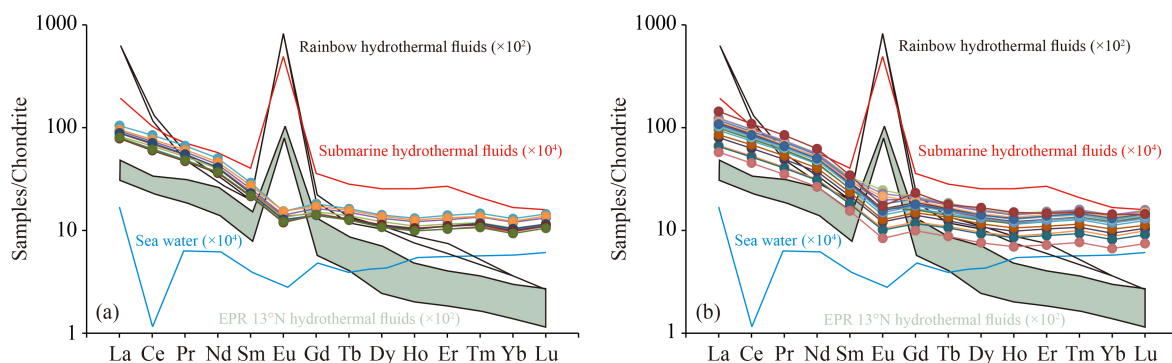 1000
100
10
1
Samples/Chondrite
Rainbow hydrothermal fluids (×10²)
Submarine hydrothermal fluids (×10⁴)
Sea water (×10⁴)
EPR 13°N hydrothermal fluids (×10²)
(a)
La Ce Pr Nd Sm Eu Gd Tb Dy Ho Er Tm Yb Lu
1000
100
10
1
Samples/Chondrite
Rainbow hydrothermal fluids (×10²)
Submarine hydrothermal fluids (×10⁴)
Sea water (×10⁴)
EPR 13°N hydrothermal fluids (×10²)
(b)
La Ce Pr Nd Sm Eu Gd Tb Dy Ho Er Tm Yb Lu